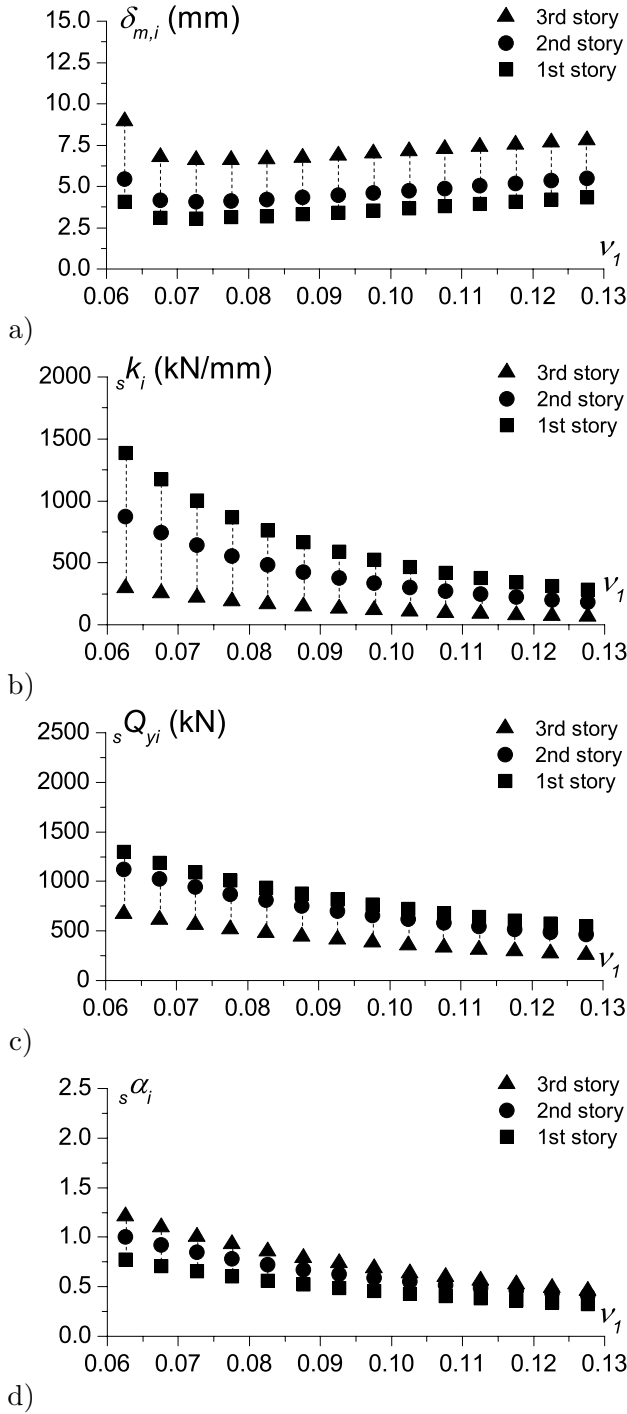 δm,i (mm)
3rd story
2nd story
1st story
15.0
12.5
10.0
7.5
5.0
2.5
0.0
ν1
0.06 0.07 0.08 0.09 0.10 0.11 0.12 0.13
a)
ski (kN/mm)
3rd story
2nd story
1st story
2000
1500
1000
500
0
ν1
0.06 0.07 0.08 0.09 0.10 0.11 0.12 0.13
b)
sQyi (kN)
3rd story
2nd story
1st story
2500
2000
1500
1000
500
0
ν1
0.06 0.07 0.08 0.09 0.10 0.11 0.12 0.13
c)
sαi
3rd story
2nd story
1st story
2.5
2.0
1.5
1.0
0.5
0.0
ν1
0.06 0.07 0.08 0.09 0.10 0.11 0.12 0.13
d)